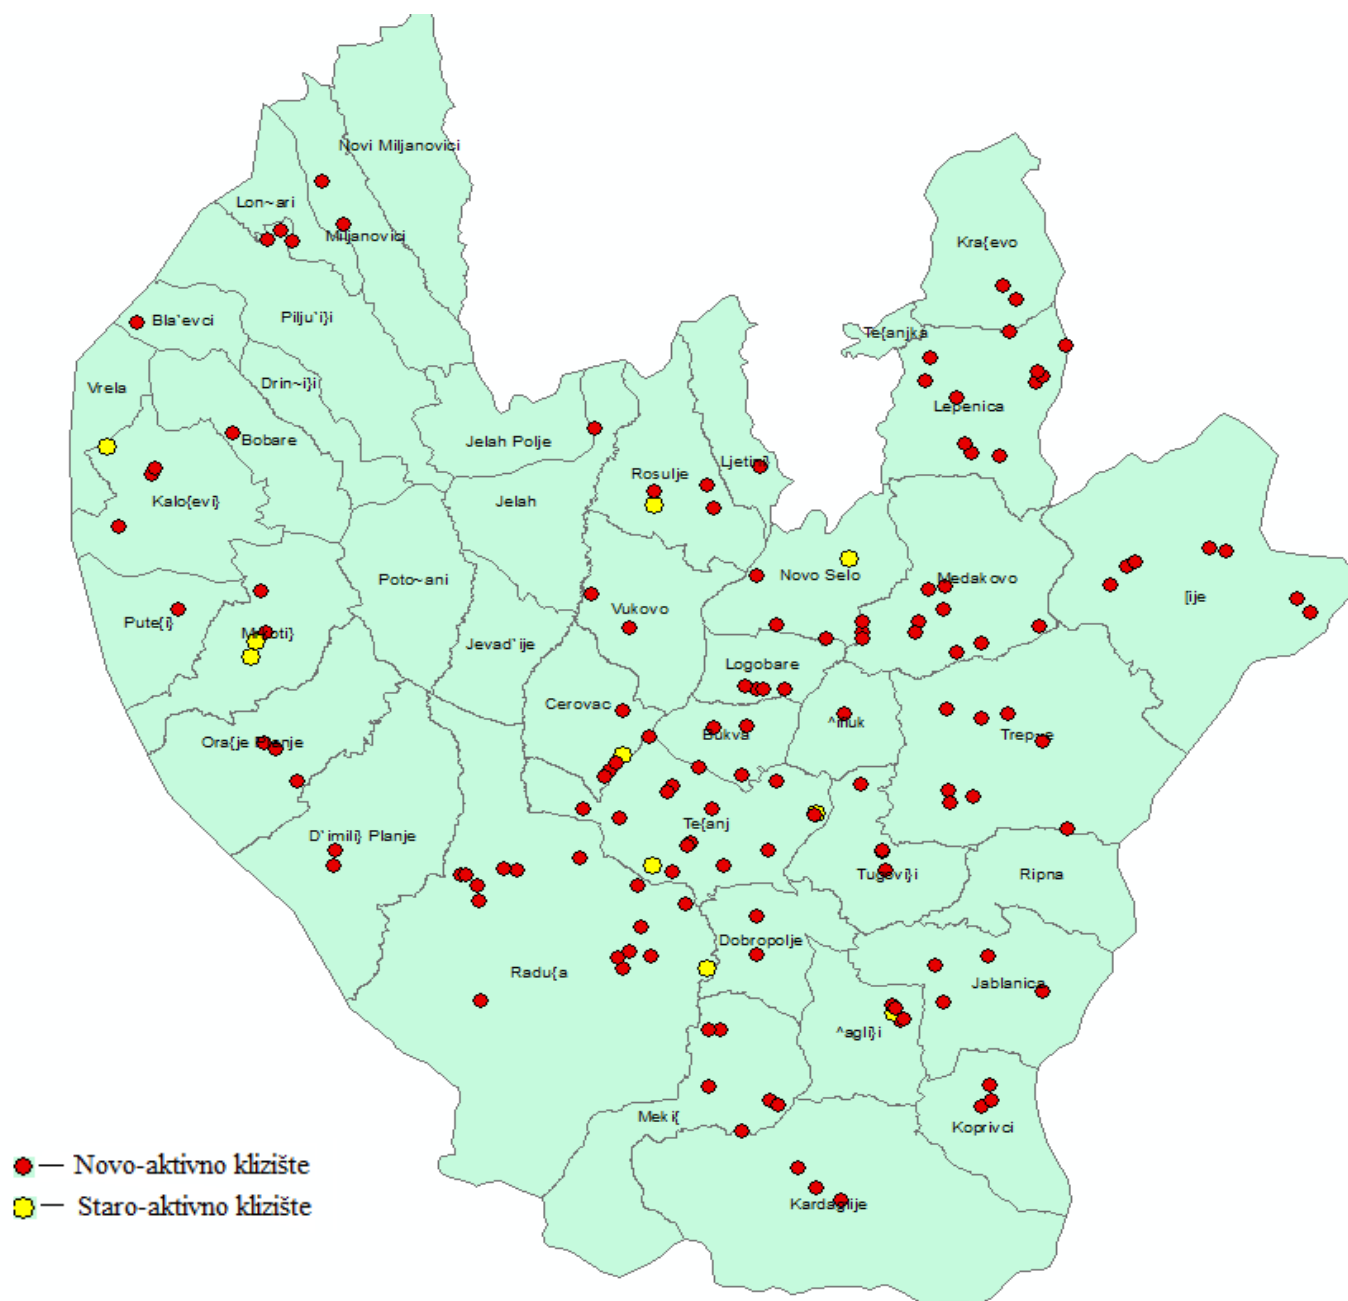 Novi Miljanovici
Lon~ari
Miljanovici
Kra{evo
Bla`evci
Pilju`i}i
Te{anjka
Vrela
Drin~i}i
Lepenica
Bobare
Jelah Polje
Rosulje
Kalo{evi}
Jelah
Poto~ani
Novo Selo
Medakovo
[ije
Pute{i}
Vukovo
Jevad`ije
Logobare
Cerovac
Ora{je Planje
Bukva
Trep~e
D`imili} Planje
Te{anj
Tugovi}i
Ripna
Dobropolje
Radu{a
Jablanica
^agli}i
Meki{
Koprivci
Kardaglije
Novo-aktivno klizište
Staro-aktivno klizište